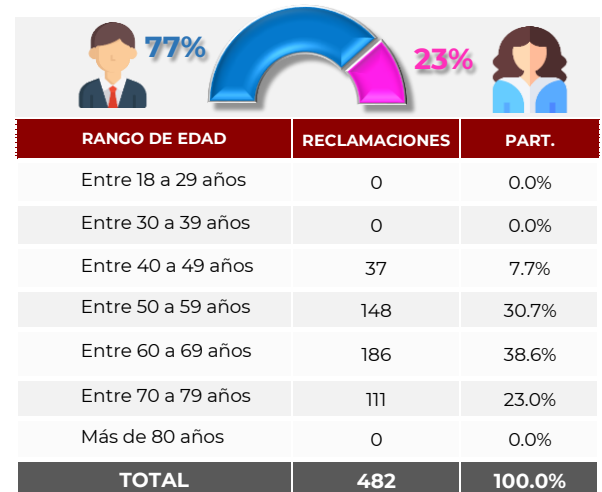 77%
23%
RANGO DE EDAD RECLAMACIONES PART.
Entre 18 a 29 años 0 0.0%
Entre 30 a 39 años 0 0.0%
Entre 40 a 49 años 37 7.7%
Entre 50 a 59 años 148 30.7%
Entre 60 a 69 años 186 38.6%
Entre 70 a 79 años 111 23.0%
Más de 80 años 0 0.0%
TOTAL 482 100.0%